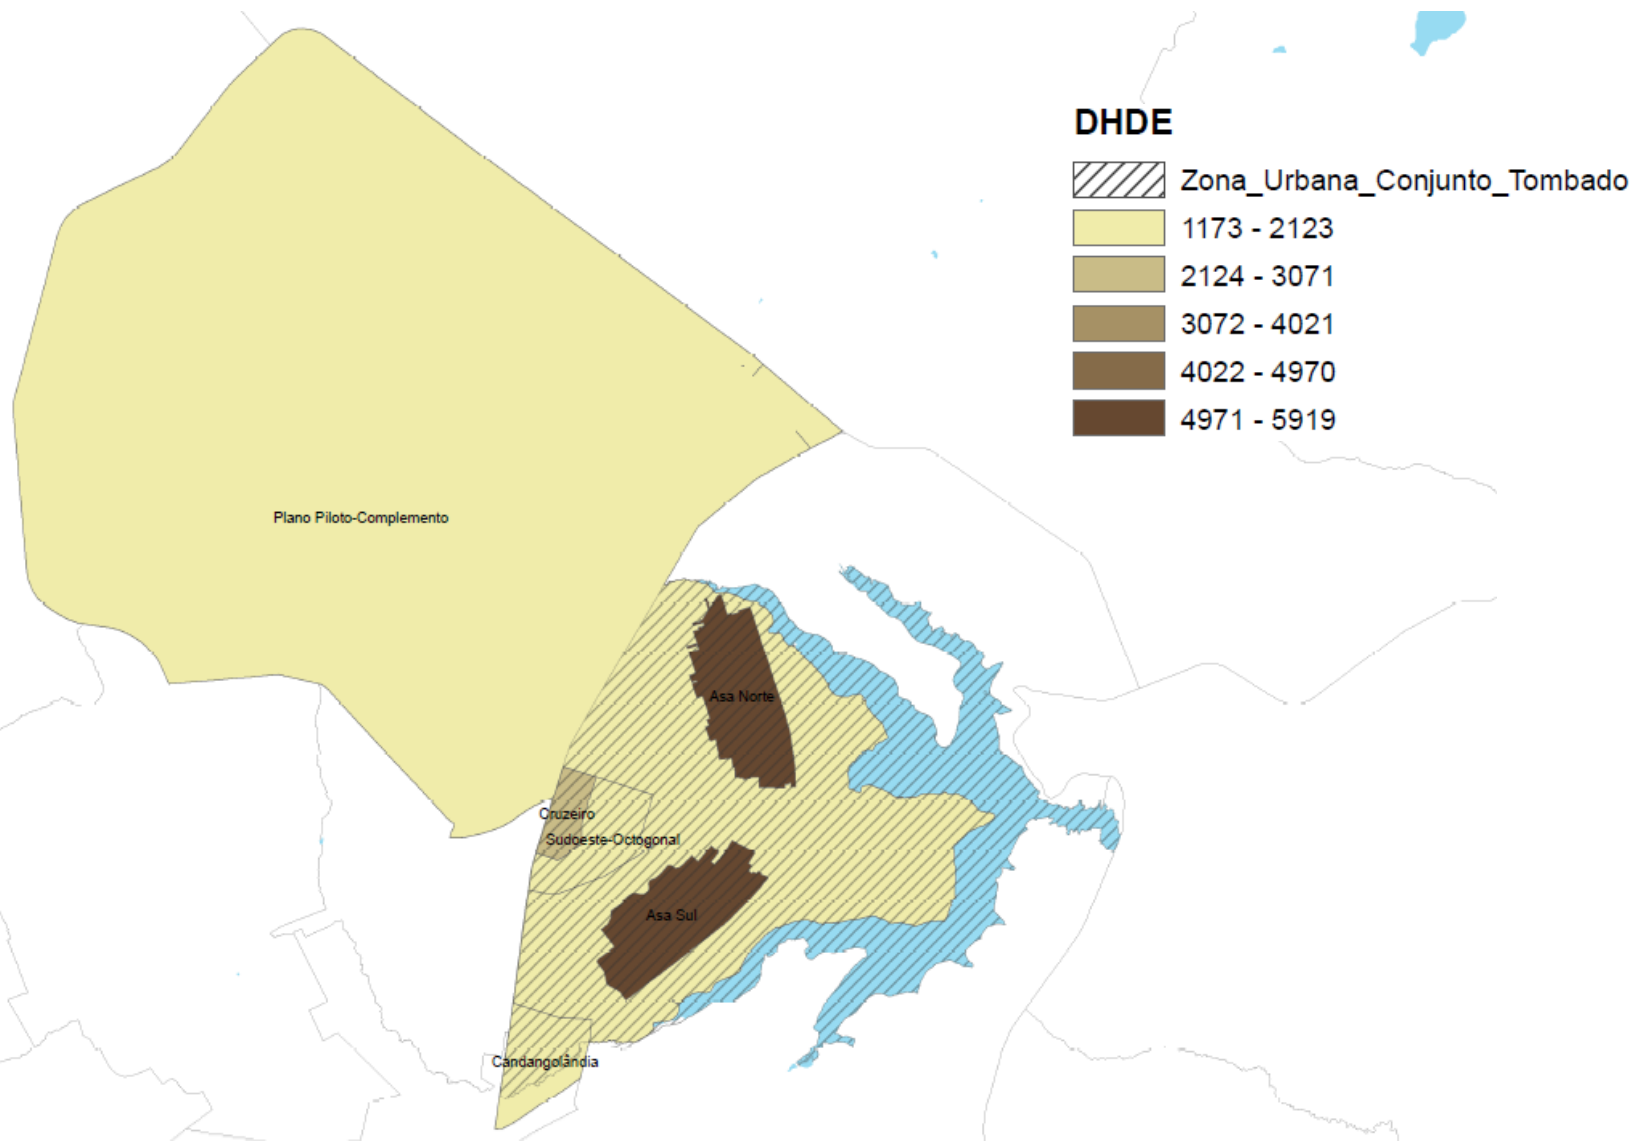 DHDE
Zona_Urbana_Conjunto_Tombado
1173 - 2123
2124 - 3071
3072 - 4021
4022 - 4970
4971 - 5919
Plano Piloto-Complemento
Asa Norte
Cruzeiro
Sudoeste-Octogonal
Asa Sul
Candangolândia